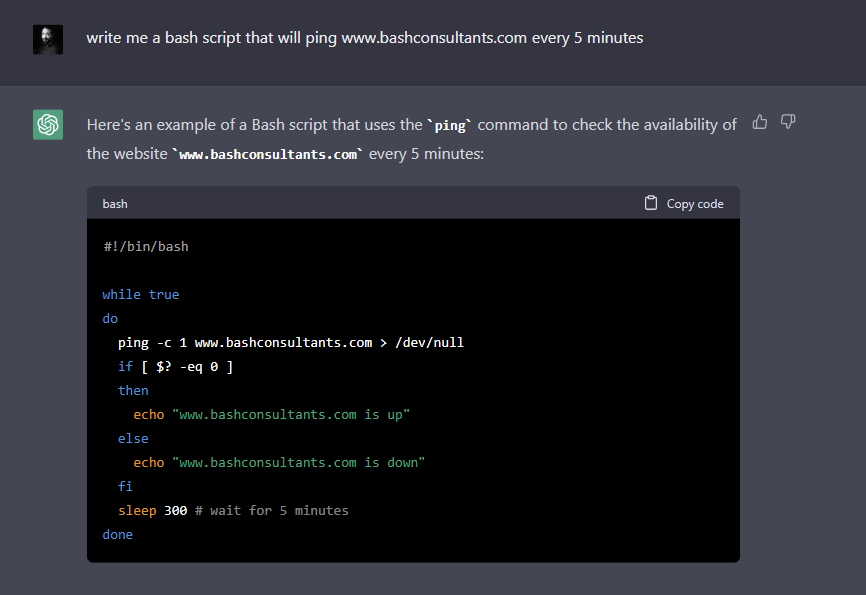 write me a bash script that will ping www.bashconsultants.com every 5 minutes
Here's an example of a Bash script that uses the `ping` command to check the availability of
the website `www.bashconsultants.com` every 5 minutes:
bash Copy code
#!/bin/bash
while true
do
ping -c 1 www.bashconsultants.com > /dev/null
if [ $? -eq 0 ]
then
echo "www.bashconsultants.com is up"
else
echo "www.bashconsultants.com is down"
fi
sleep 300 # wait for 5 minutes
done